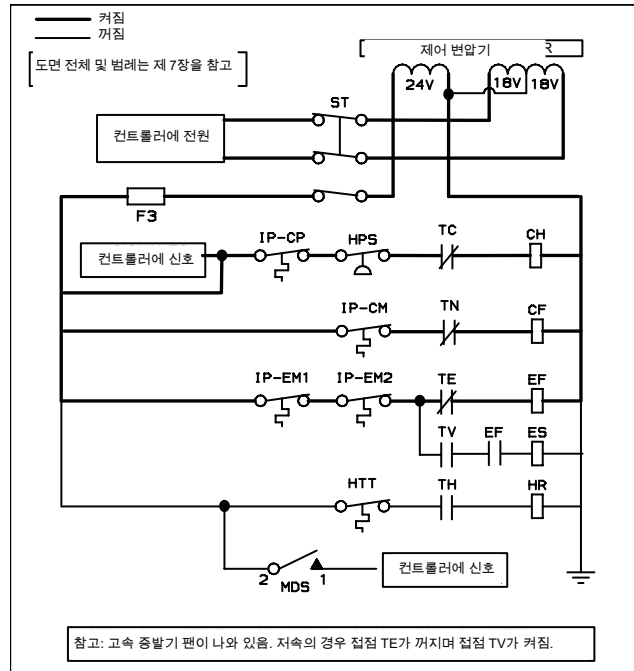 켜짐
꺼짐
도면 전체 및 범례는 제 7장을 참고
제어 변압기
R
24V
18V
18V
ST
컨트롤러에 전원
F3
IP-CP
HPS
TC
CH
컨트롤러에 신호
IP-CM
TN
CF
IP-EM1
IP-EM2
TE
EF
TV
EF
ES
HTT
TH
HR
2
MDS
1
컨트롤러에 신호
참고: 고속 증발기 팬이 나와 있음. 저속의 경우 접점 TE가 꺼지며 접점 TV가 켜짐.